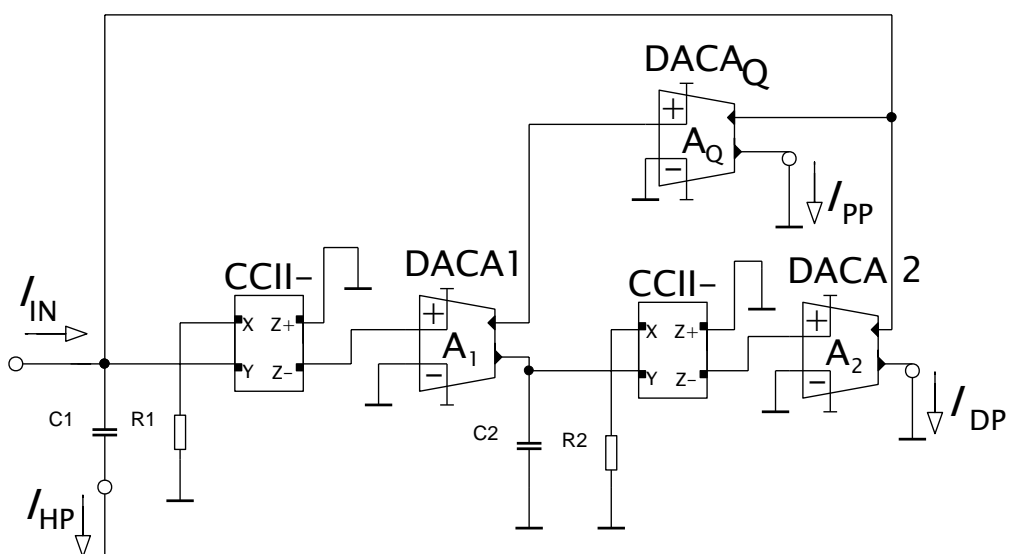 DACA_Q
+
A_Q
−
I_PP
CCII−
DACA1
CCII−
DACA 2
I_IN
X
Z+
Y
Z−
+
A_1
−
X
Z+
Y
Z−
+
A_2
−
I_DP
C1
R1
C2
R2
I_HP